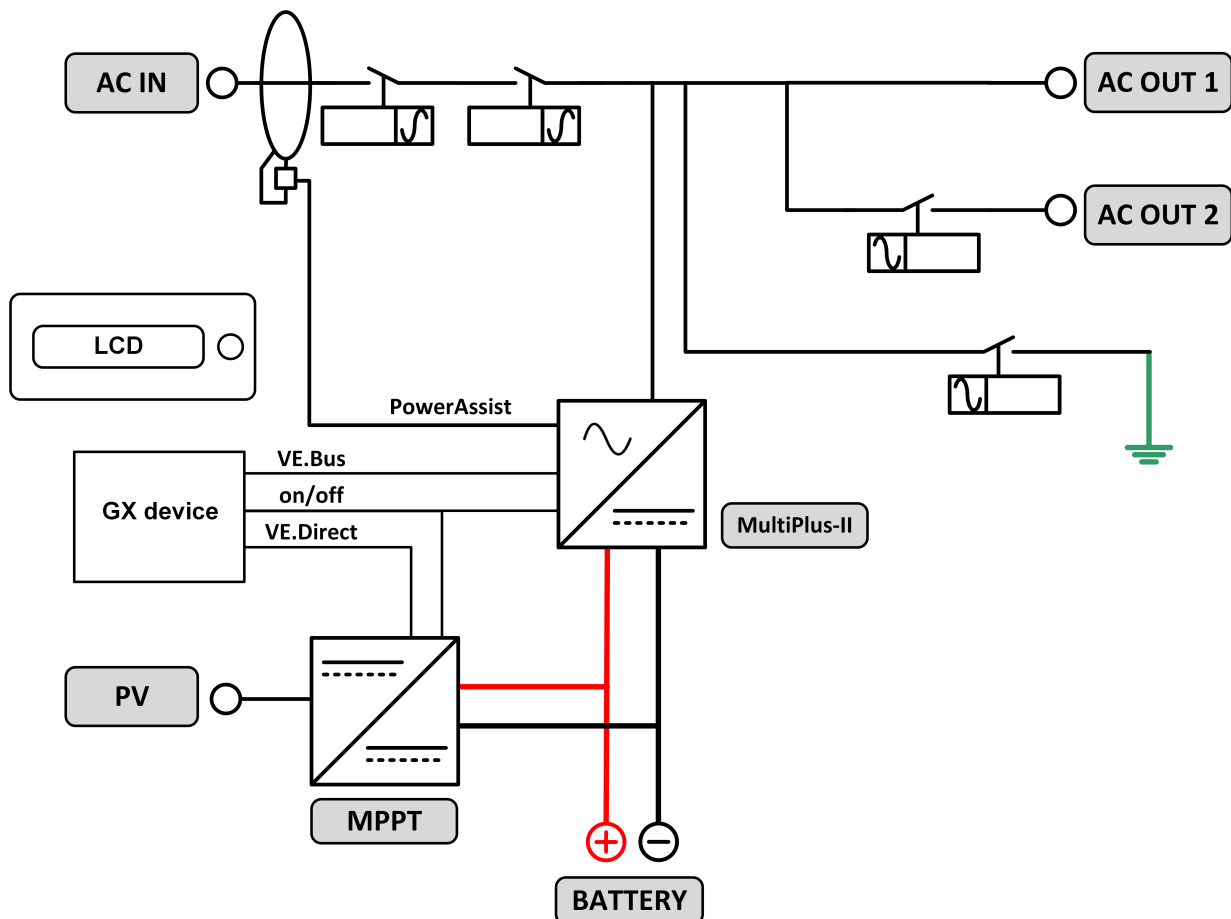 AC IN
AC OUT 1
AC OUT 2
LCD
PowerAssist
VE.Bus
GX device
on/off
MultiPlus-II
VE.Direct
PV
MPPT
BATTERY